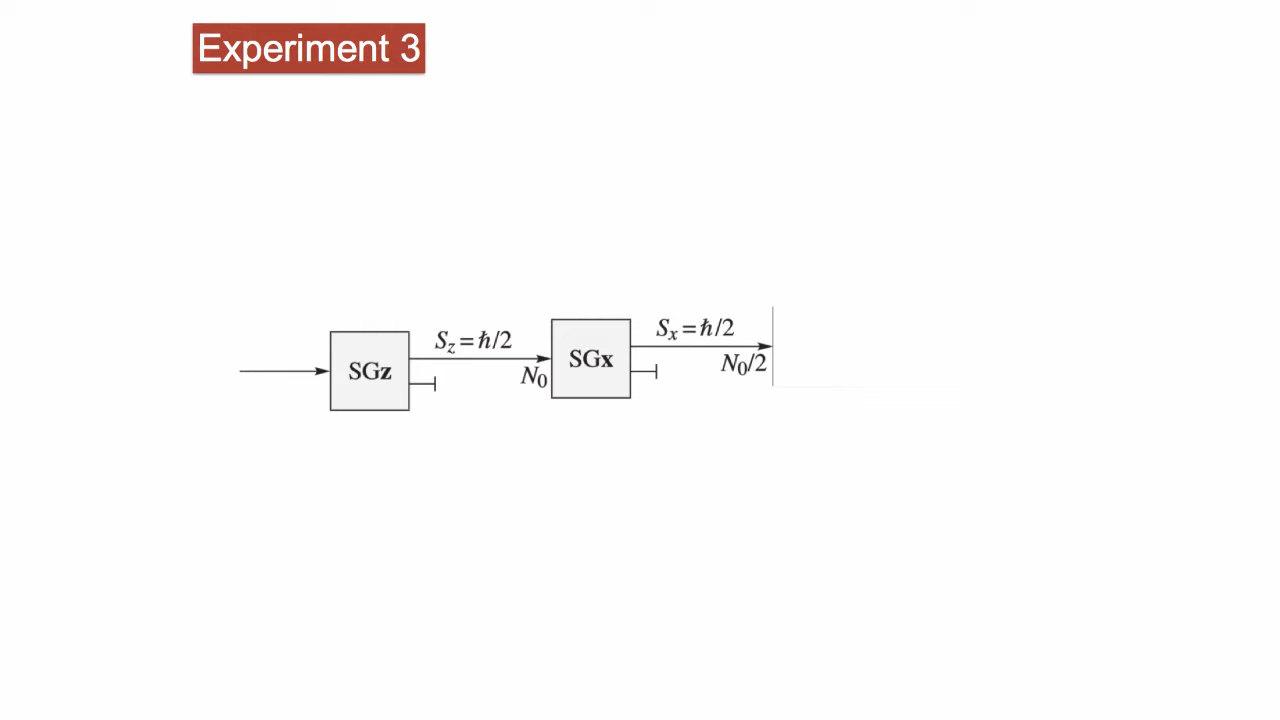 Experiment 3
SGz
S_z = ħ/2
N_0
SGx
S_x = ħ/2
N_0/2